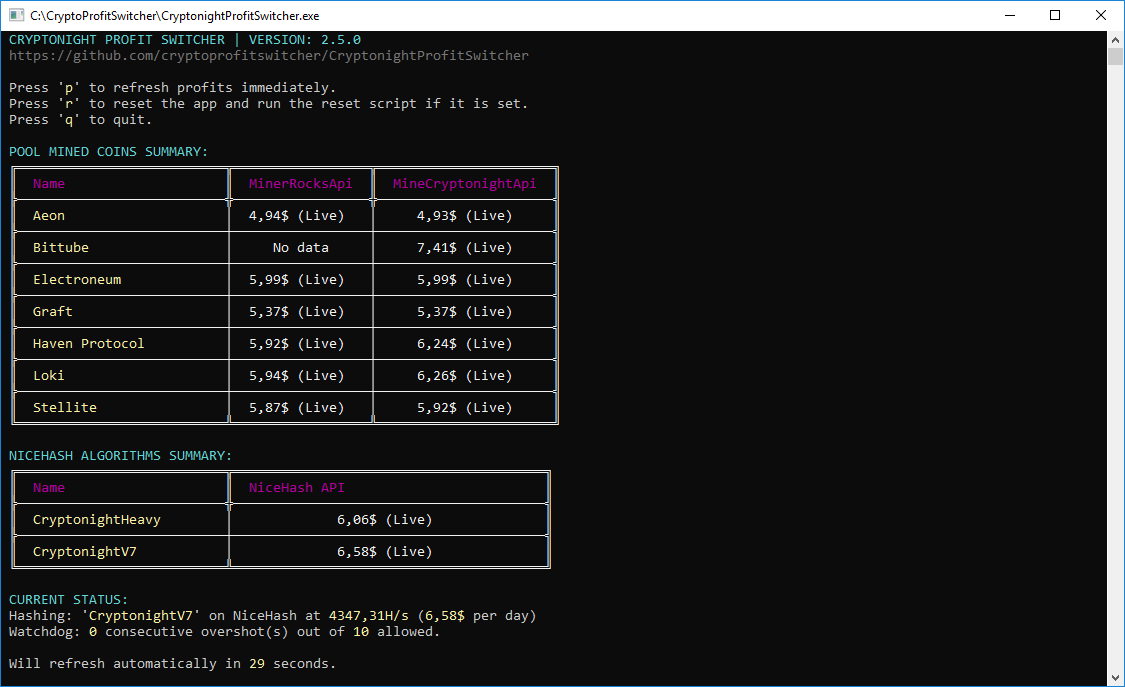 C:\CryptoProfitSwitcher\CryptonightProfitSwitcher.exe
CRYPTONIGHT PROFIT SWITCHER | VERSION: 2.5.0
https://github.com/cryptoprofitswitcher/CryptonightProfitSwitcher
Press 'p' to refresh profits immediately.
Press 'r' to reset the app and run the reset script if it is set.
Press 'q' to quit.
POOL MINED COINS SUMMARY:
Name MinerRocksApi MineCryptonightApi
Aeon 4,94$ (Live) 4,93$ (Live)
Bittube No data 7,41$ (Live)
Electroneum 5,99$ (Live) 5,99$ (Live)
Graft 5,37$ (Live) 5,37$ (Live)
Haven Protocol 5,92$ (Live) 6,24$ (Live)
Loki 5,94$ (Live) 6,26$ (Live)
Stellite 5,87$ (Live) 5,92$ (Live)
NICEHASH ALGORITHMS SUMMARY:
Name NiceHash API
CryptonightHeavy 6,06$ (Live)
CryptonightV7 6,58$ (Live)
CURRENT STATUS:
Hashing: 'CryptonightV7' on NiceHash at 4347,31H/s (6,58$ per day)
Watchdog: 0 consecutive overshot(s) out of 10 allowed.
Will refresh automatically in 29 seconds.